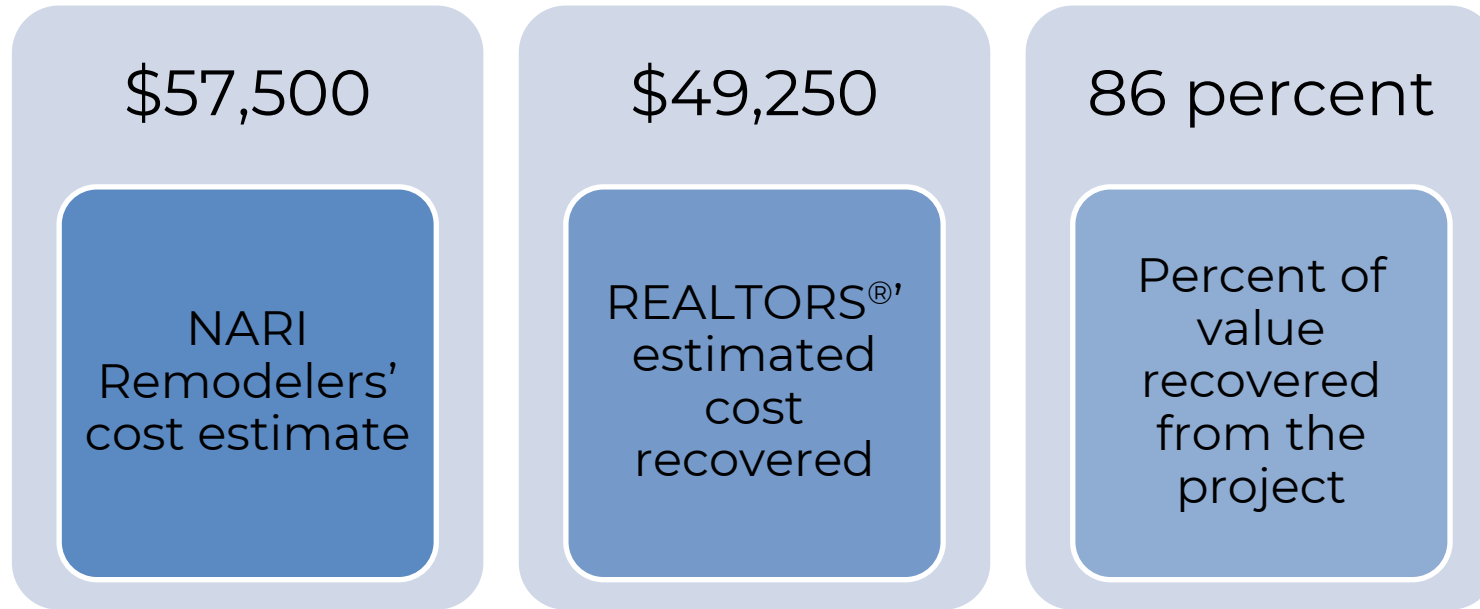 $57,500
NARI
Remodelers’
cost estimate
$49,250
REALTORS®’
estimated
cost
recovered
86 percent
Percent of
value
recovered
from the
project